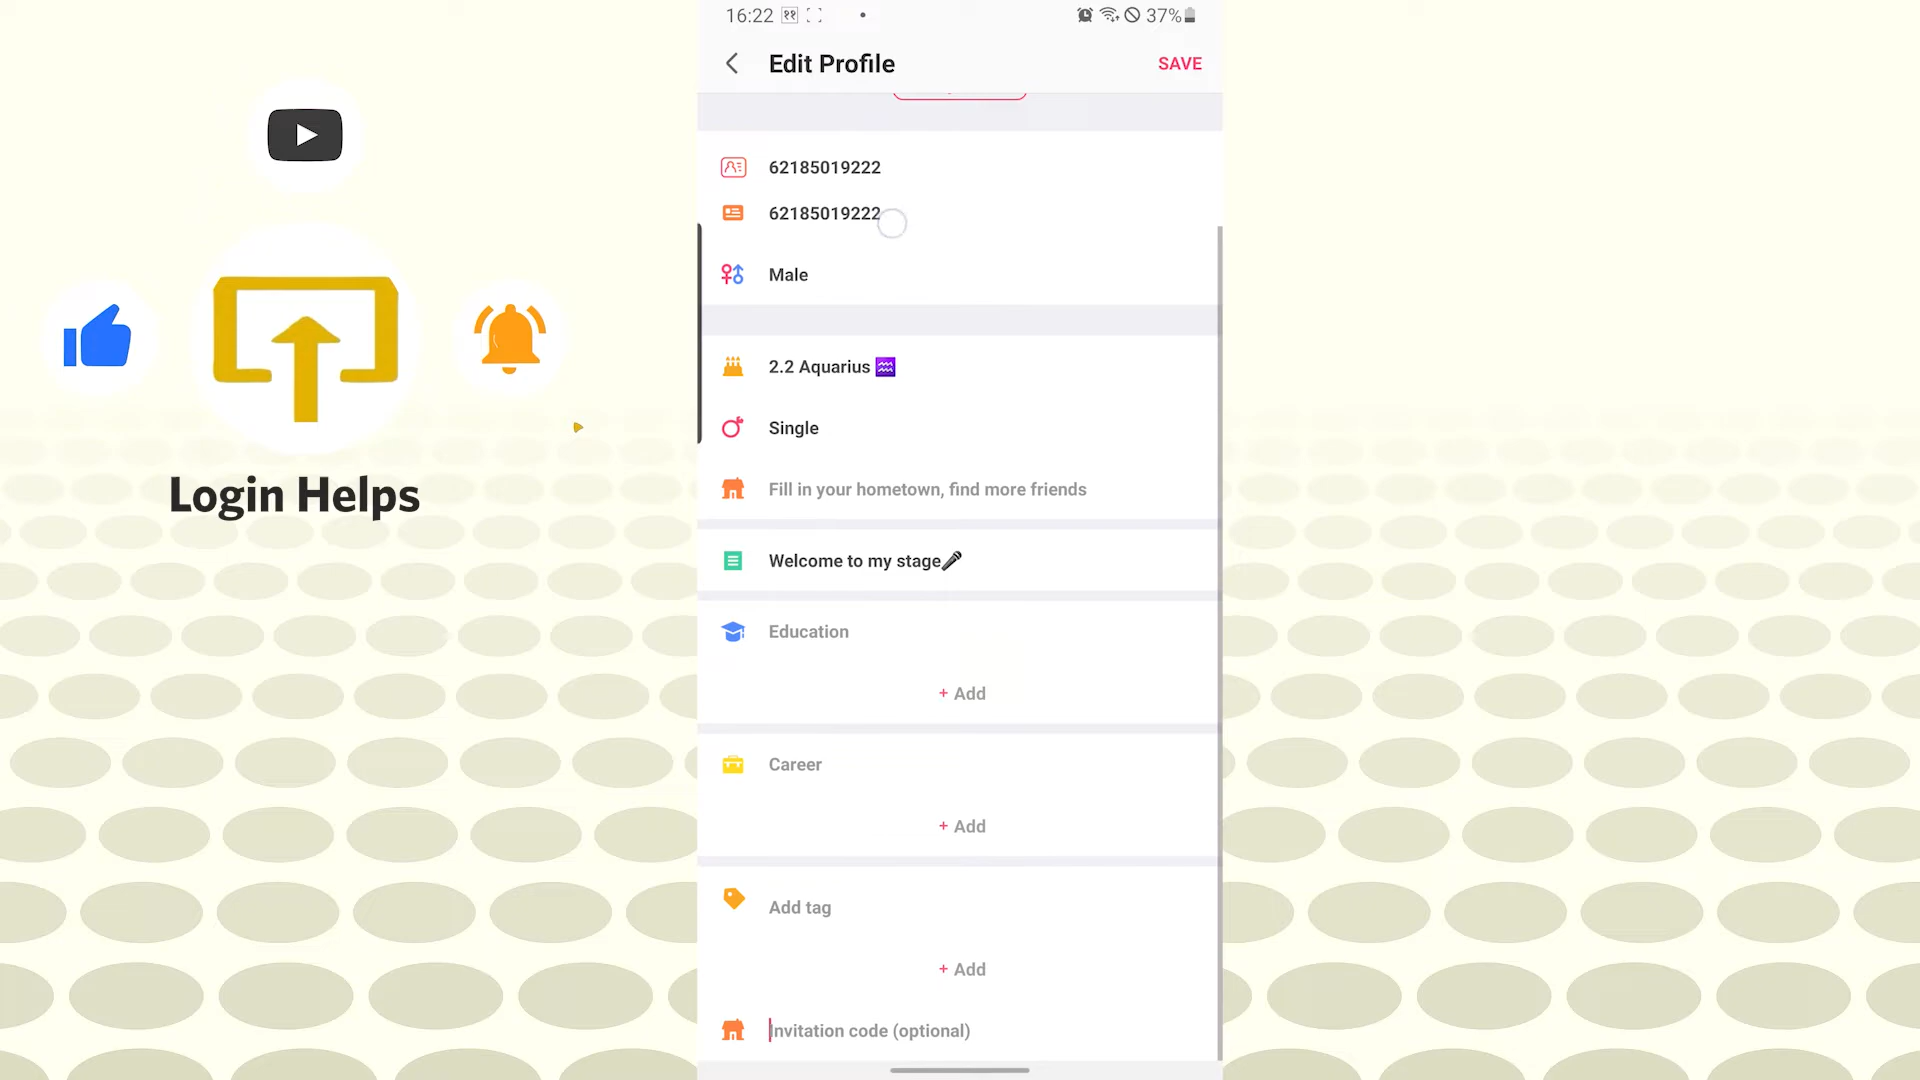 16:22
37%
Edit Profile
SAVE
62185019222
62185019222
Male
2.2 Aquarius ♒
Single
Fill in your hometown, find more friends
Welcome to my stage🎤
Education
+ Add
Career
+ Add
Add tag
+ Add
Invitation code (optional)
Login Helps